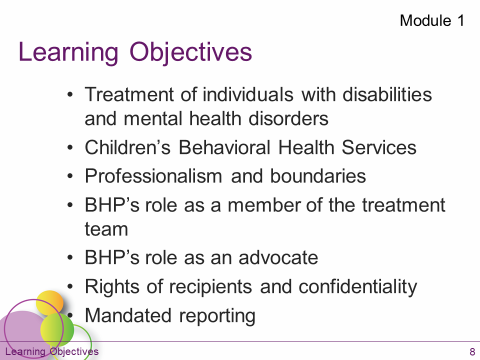 Module 1
Learning Objectives
• Treatment of individuals with disabilities
and mental health disorders
• Children’s Behavioral Health Services
• Professionalism and boundaries
• BHP’s role as a member of the treatment
team
• BHP’s role as an advocate
• Rights of recipients and confidentiality
• Mandated reporting
Learning Objectives
8